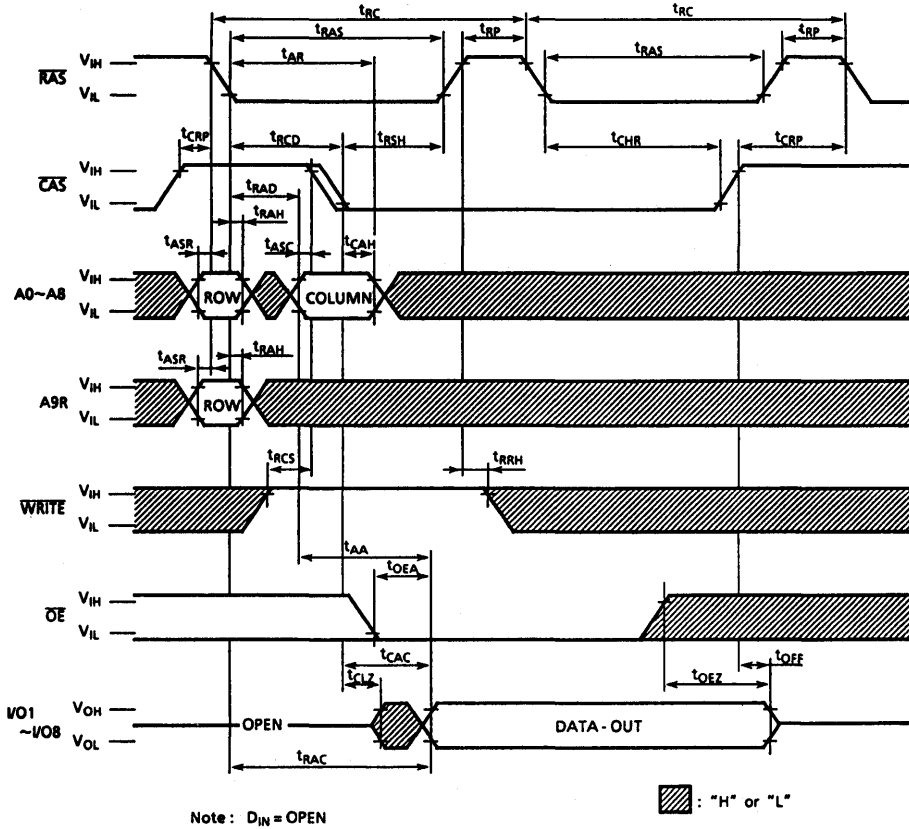 tRC tRC
tRAS tRP tRP
tAR tRAS
RAS VIH
VIL
tCRP tRCD tRSH tCHR tCRP
CAS VIH
VIL
tRAD
tRAH
tASR tASC tCAH
A0~A8 VIH
VIL
ROW COLUMN
tASR tRAH
A9R VIH
VIL
ROW
tRCS tRRH
WRITE VIH
VIL
tAA
tOEA
OE VIH
VIL
tCAC tOFF
tCLZ tOEZ
I/O1
~I/O8
VOH
VOL
OPEN DATA - OUT
tRAC
Note : DIN = OPEN
: "H" or "L"